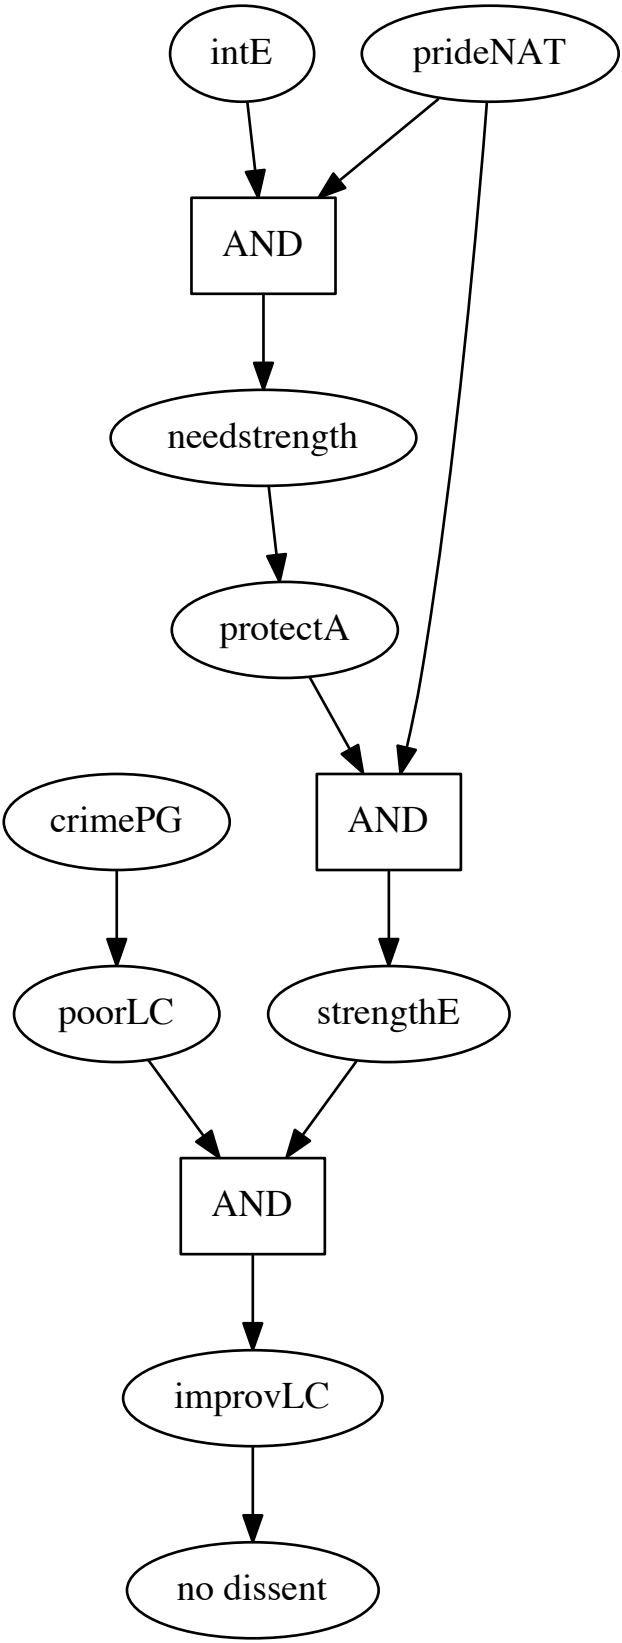 intE
prideNAT
AND
needstrength
protectA
crimePG
AND
poorLC
strengthE
AND
improvLC
no dissent